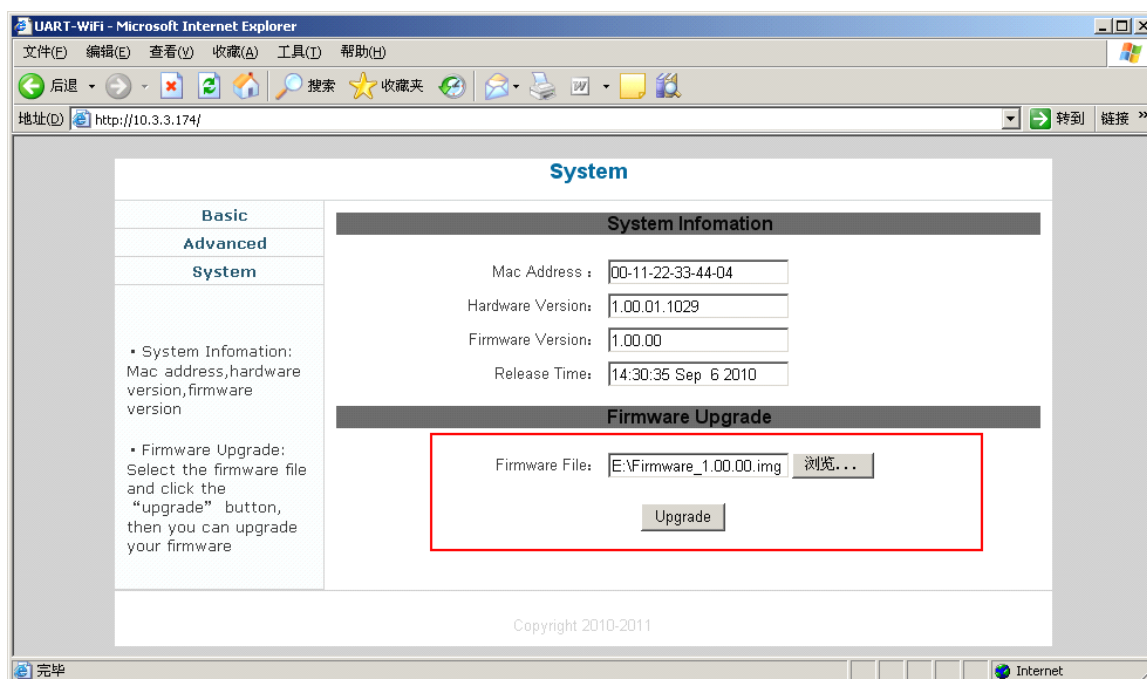 UART-WiFi - Microsoft Internet Explorer
文件(F) 编辑(E) 查看(V) 收藏(A) 工具(T) 帮助(H)
后退 搜索 收藏夹
地址(D) http://10.3.3.174/ 转到 链接 »
System
Basic
Advanced
System
• System Infomation:
Mac address,hardware
version,firmware
version
• Firmware Upgrade:
Select the firmware file
and click the
“upgrade” button,
then you can upgrade
your firmware
System Infomation
Mac Address： 00-11-22-33-44-04
Hardware Version： 1.00.01.1029
Firmware Version： 1.00.00
Release Time： 14:30:35 Sep  6 2010
Firmware Upgrade
Firmware File： E:\Firmware_1.00.00.img 浏览...
Upgrade
Copyright 2010-2011
完毕 Internet